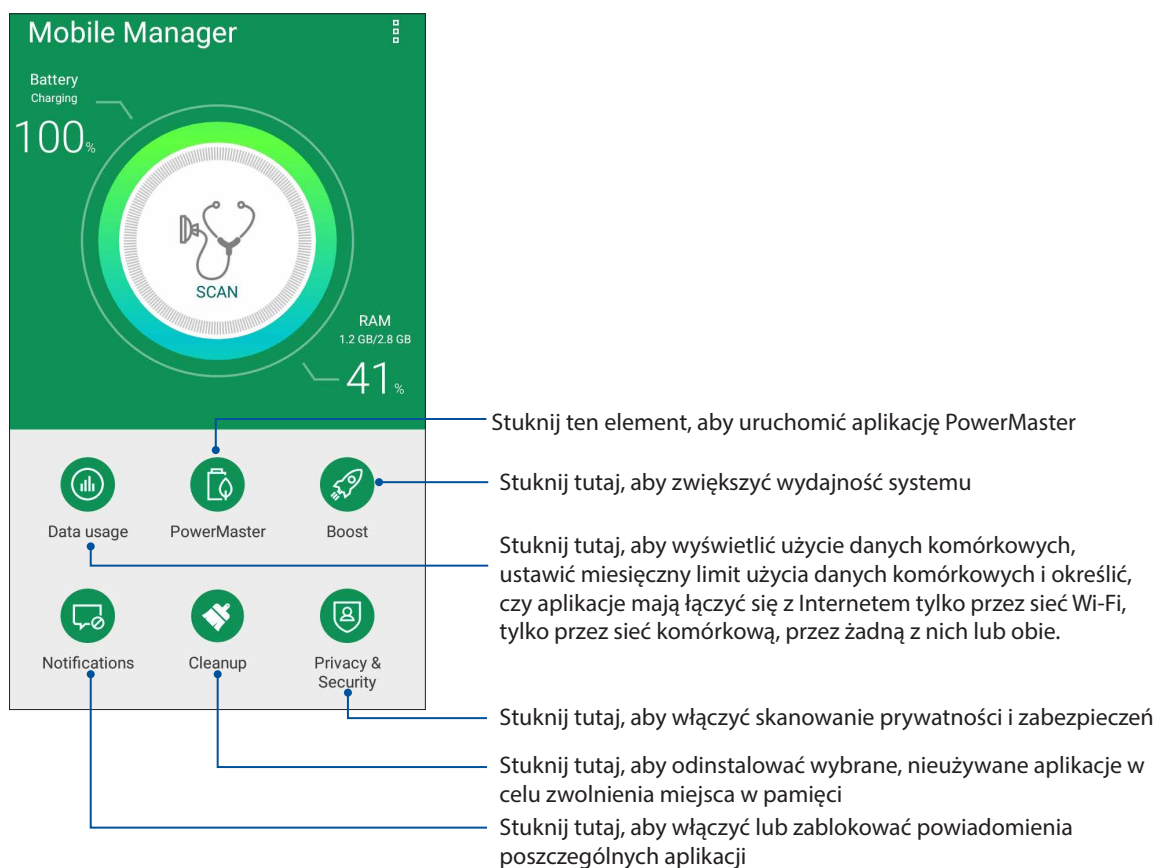 Mobile Manager
Battery
Charging
100%
SCAN
RAM
1.2 GB/2.8 GB
41%
Stuknij ten element, aby uruchomić aplikację PowerMaster
Stuknij tutaj, aby zwiększyć wydajność systemu
Data usage
PowerMaster
Boost
Stuknij tutaj, aby wyświetlić użycie danych komórkowych,
ustawić miesięczny limit użycia danych komórkowych i określić,
czy aplikacje mają łączyć się z Internetem tylko przez sieć Wi-Fi,
tylko przez sieć komórkową, przez żadną z nich lub obie.
Notifications
Cleanup
Privacy &
Security
Stuknij tutaj, aby włączyć skanowanie prywatności i zabezpieczeń
Stuknij tutaj, aby odinstalować wybrane, nieużywane aplikacje w
celu zwolnienia miejsca w pamięci
Stuknij tutaj, aby włączyć lub zablokować powiadomienia
poszczególnych aplikacji